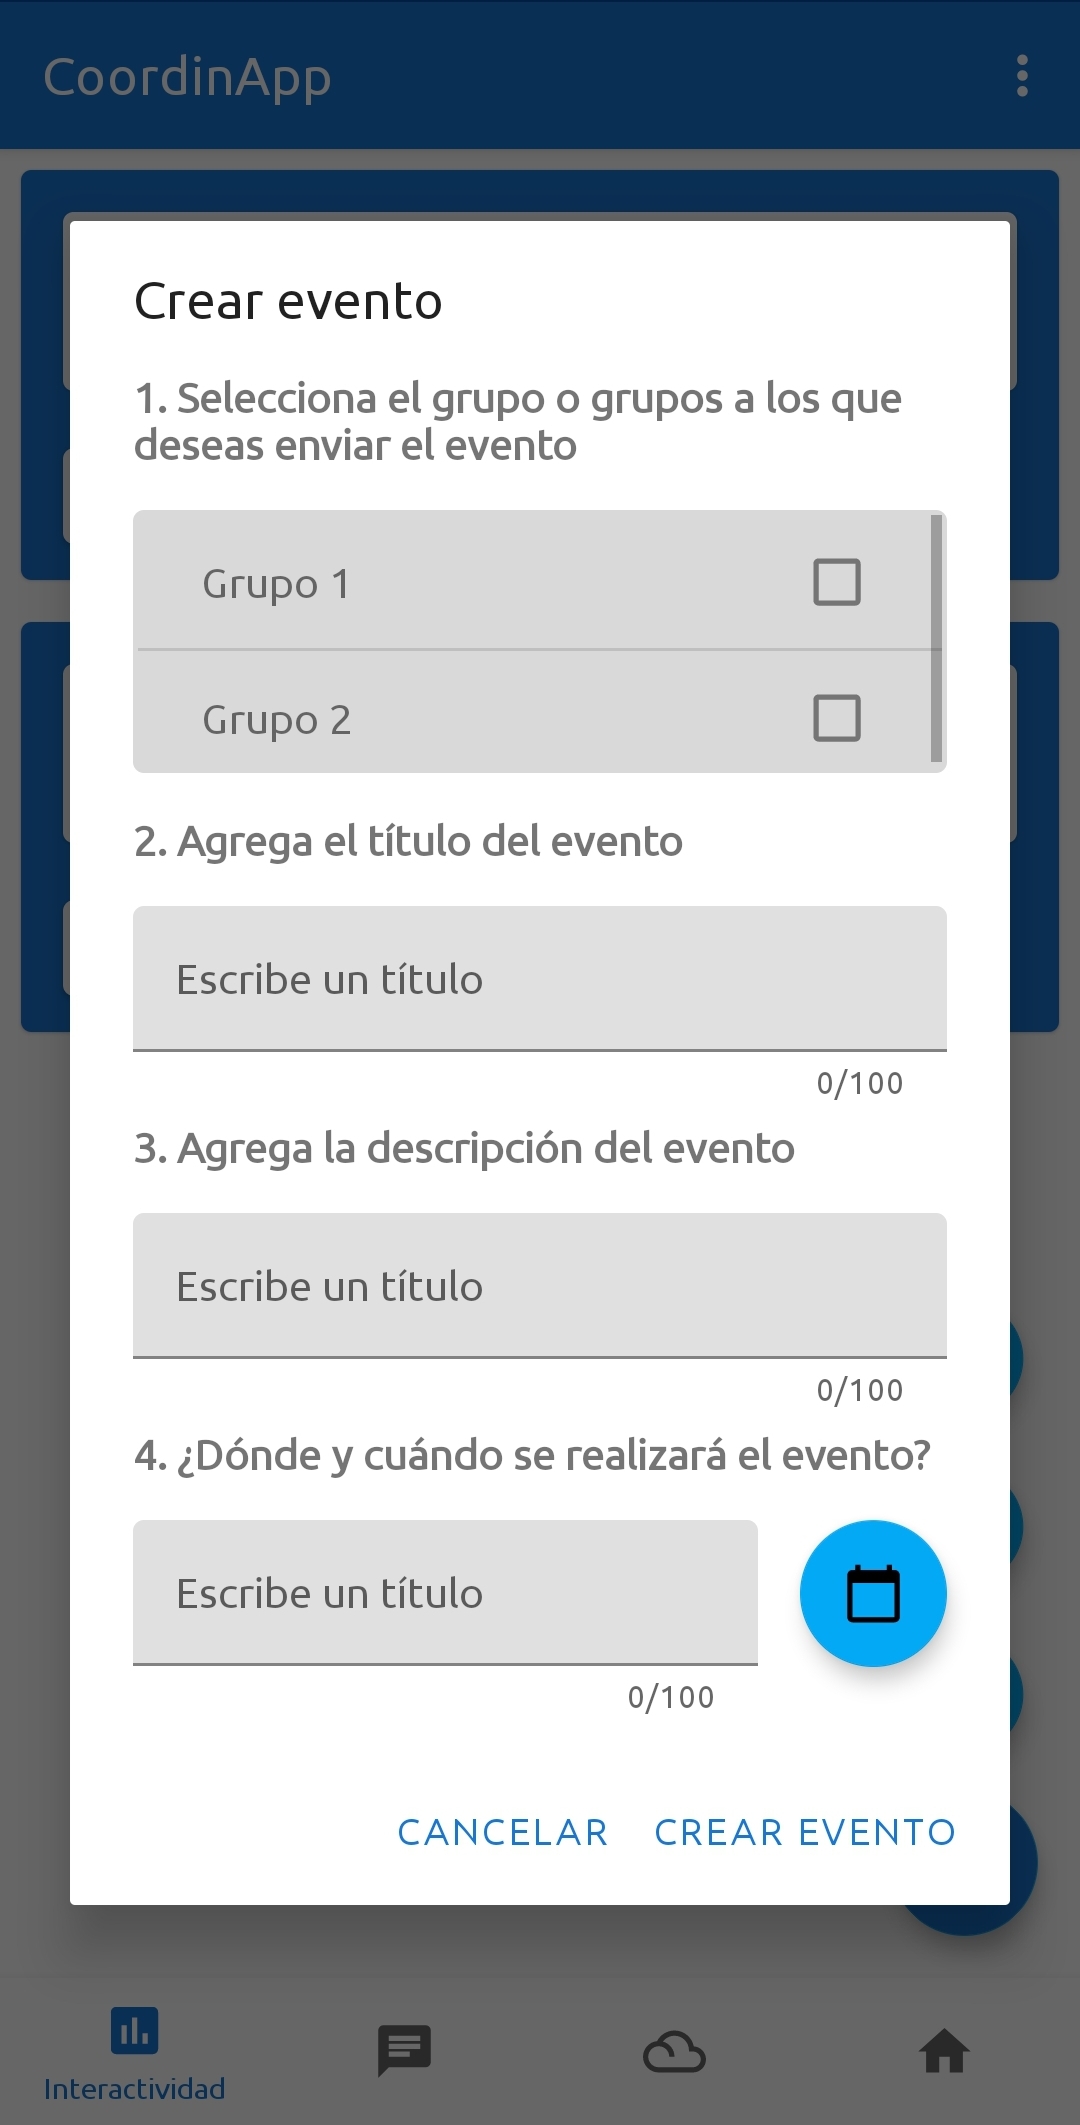 CoordinApp
Crear evento
1. Selecciona el grupo o grupos a los que
deseas enviar el evento
Grupo 1
Grupo 2
2. Agrega el título del evento
Escribe un título
0/100
3. Agrega la descripción del evento
Escribe un título
0/100
4. ¿Dónde y cuándo se realizará el evento?
Escribe un título
0/100
CANCELAR CREAR EVENTO
Interactividad